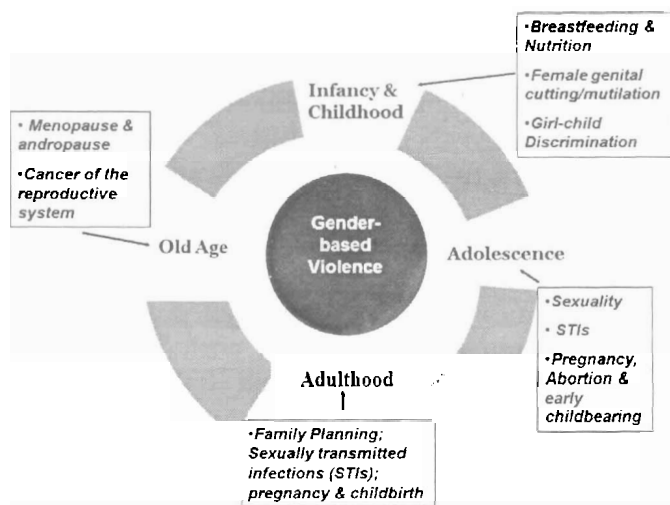 •Breastfeeding &
Nutrition
•Female genital
cutting/mutilation
•Girl-child
Discrimination
Infancy &
Childhood
• Menopause &
andropause
•Cancer of the
reproductive
system
Old Age
Gender-
based
Violence
Adolescence
•Sexuality
• STIs
•Pregnancy,
Abortion &
early
childbearing
Adulthood
•Family Planning;
Sexually transmitted
infections (STIs);
pregnancy & childbirth